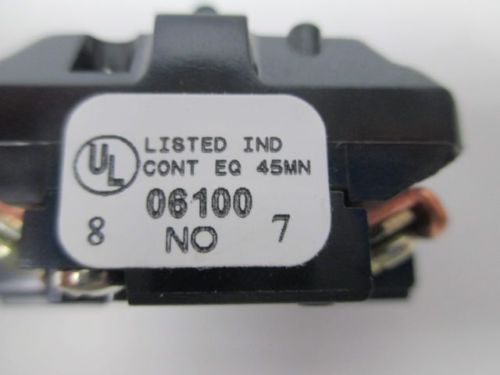 UL LISTED IND
CONT EQ 45MN
06100
8 NO 7